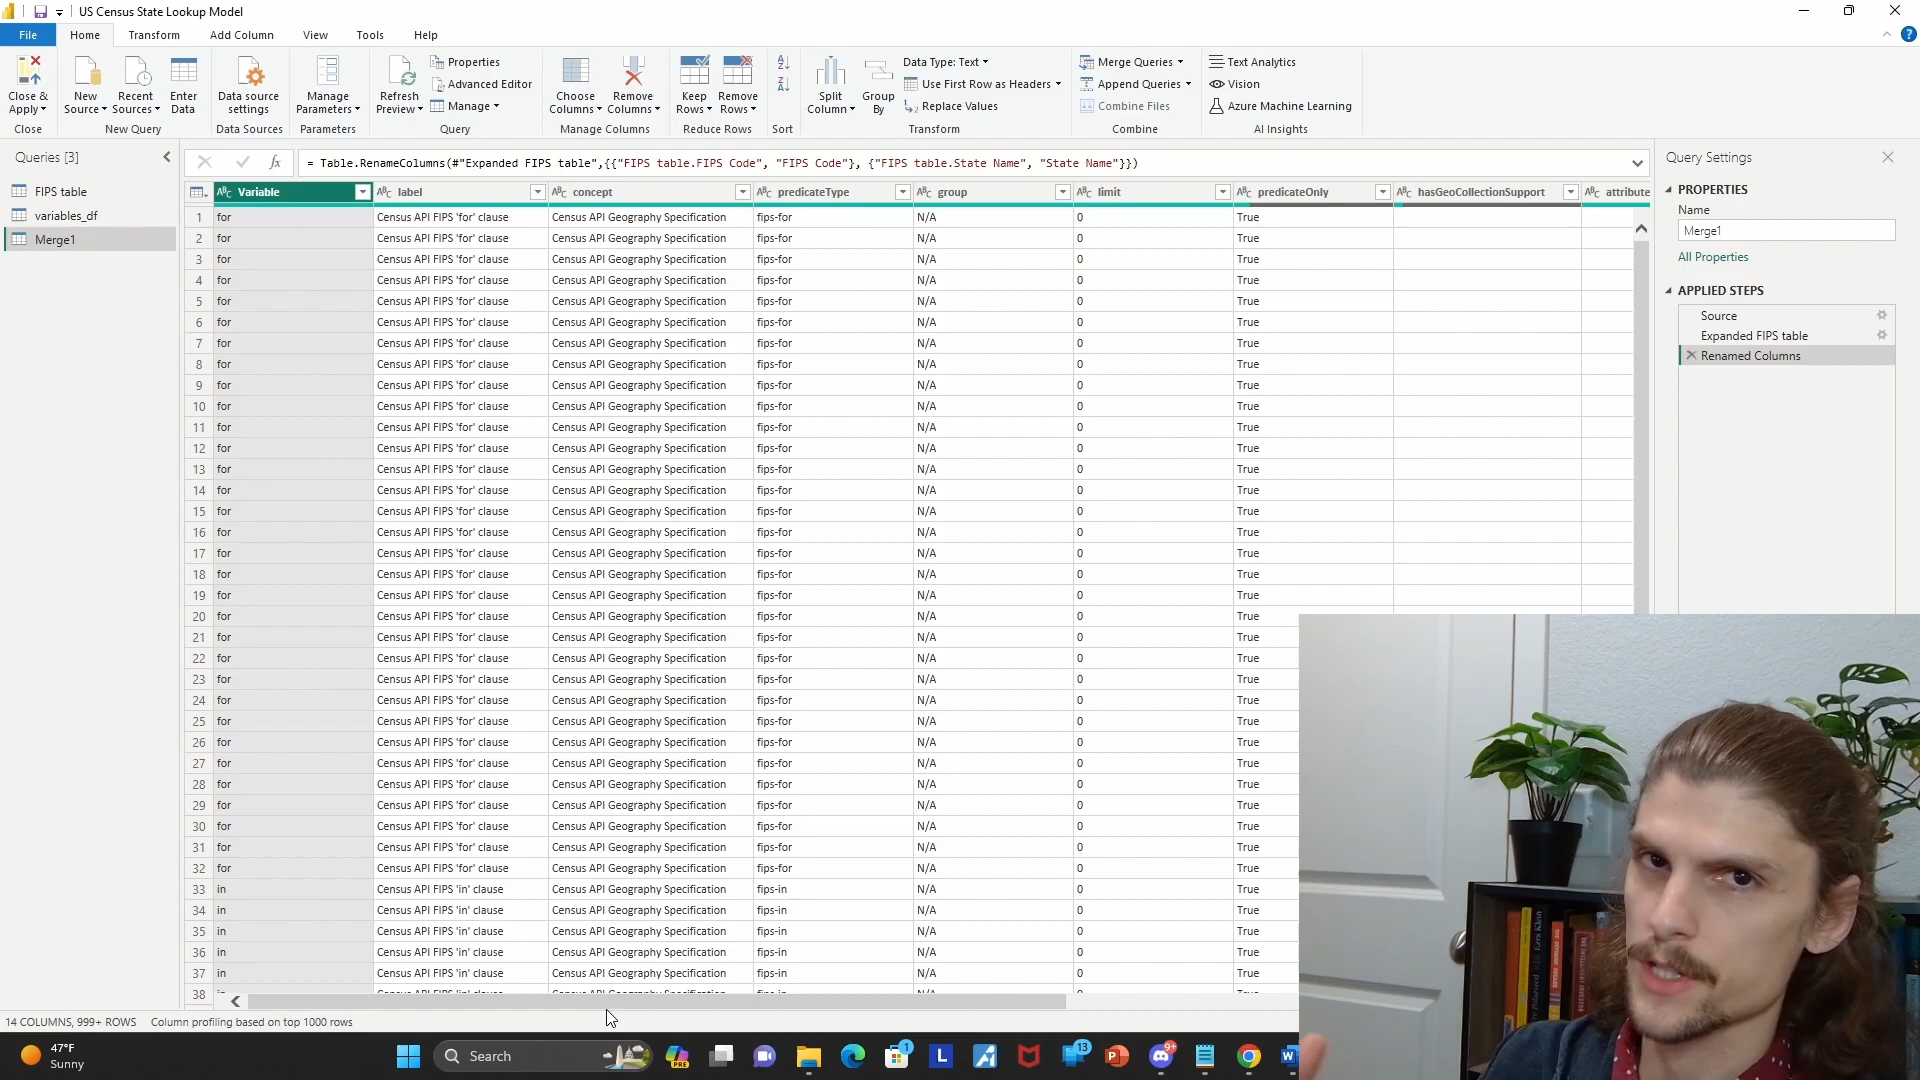 US Census State Lookup Model
File Home Transform Add Column View Tools Help
Close & Apply
New Source
Recent Sources
Enter Data
Data source settings
Manage Parameters
Refresh Preview
Properties
Advanced Editor
Manage
Choose Columns
Remove Columns
Keep Rows
Remove Rows
Split Column
Group By
Data Type: Text
Use First Row as Headers
Replace Values
Merge Queries
Append Queries
Combine Files
Text Analytics
Vision
Azure Machine Learning
Close New Query Data Sources Parameters Query Manage Columns Reduce Rows Sort Transform Combine AI Insights
Queries [3]
FIPS table
variables_df
Merge1
= Table.RenameColumns(#"Expanded FIPS table",{{"FIPS table.FIPS Code", "FIPS Code"}, {"FIPS table.State Name", "State Name"}})
Variable label concept predicateType group limit predicateOnly hasGeoCollectionSupport attribute
1 for Census API FIPS 'for' clause Census API Geography Specification fips-for N/A 0 True
2 for Census API FIPS 'for' clause Census API Geography Specification fips-for N/A 0 True
3 for Census API FIPS 'for' clause Census API Geography Specification fips-for N/A 0 True
4 for Census API FIPS 'for' clause Census API Geography Specification fips-for N/A 0 True
5 for Census API FIPS 'for' clause Census API Geography Specification fips-for N/A 0 True
6 for Census API FIPS 'for' clause Census API Geography Specification fips-for N/A 0 True
7 for Census API FIPS 'for' clause Census API Geography Specification fips-for N/A 0 True
8 for Census API FIPS 'for' clause Census API Geography Specification fips-for N/A 0 True
9 for Census API FIPS 'for' clause Census API Geography Specification fips-for N/A 0 True
10 for Census API FIPS 'for' clause Census API Geography Specification fips-for N/A 0 True
11 for Census API FIPS 'for' clause Census API Geography Specification fips-for N/A 0 True
12 for Census API FIPS 'for' clause Census API Geography Specification fips-for N/A 0 True
13 for Census API FIPS 'for' clause Census API Geography Specification fips-for N/A 0 True
14 for Census API FIPS 'for' clause Census API Geography Specification fips-for N/A 0 True
15 for Census API FIPS 'for' clause Census API Geography Specification fips-for N/A 0 True
16 for Census API FIPS 'for' clause Census API Geography Specification fips-for N/A 0 True
17 for Census API FIPS 'for' clause Census API Geography Specification fips-for N/A 0 True
18 for Census API FIPS 'for' clause Census API Geography Specification fips-for N/A 0 True
19 for Census API FIPS 'for' clause Census API Geography Specification fips-for N/A 0 True
20 for Census API FIPS 'for' clause Census API Geography Specification fips-for N/A 0 True
21 for Census API FIPS 'for' clause Census API Geography Specification fips-for N/A 0 True
22 for Census API FIPS 'for' clause Census API Geography Specification fips-for N/A 0 True
23 for Census API FIPS 'for' clause Census API Geography Specification fips-for N/A 0 True
24 for Census API FIPS 'for' clause Census API Geography Specification fips-for N/A 0 True
25 for Census API FIPS 'for' clause Census API Geography Specification fips-for N/A 0 True
26 for Census API FIPS 'for' clause Census API Geography Specification fips-for N/A 0 True
27 for Census API FIPS 'for' clause Census API Geography Specification fips-for N/A 0 True
28 for Census API FIPS 'for' clause Census API Geography Specification fips-for N/A 0 True
29 for Census API FIPS 'for' clause Census API Geography Specification fips-for N/A 0 True
30 for Census API FIPS 'for' clause Census API Geography Specification fips-for N/A 0 True
31 for Census API FIPS 'for' clause Census API Geography Specification fips-for N/A 0 True
32 for Census API FIPS 'for' clause Census API Geography Specification fips-for N/A 0 True
33 in Census API FIPS 'in' clause Census API Geography Specification fips-in N/A 0 True
34 in Census API FIPS 'in' clause Census API Geography Specification fips-in N/A 0 True
35 in Census API FIPS 'in' clause Census API Geography Specification fips-in N/A 0 True
36 in Census API FIPS 'in' clause Census API Geography Specification fips-in N/A 0 True
37 in Census API FIPS 'in' clause Census API Geography Specification fips-in N/A 0 True
38
Query Settings
PROPERTIES
Name
Merge1
All Properties
APPLIED STEPS
Source
Expanded FIPS table
Renamed Columns
14 COLUMNS, 999+ ROWS Column profiling based on top 1000 rows
47°F
Sunny
Search
PRE
1
13
9+